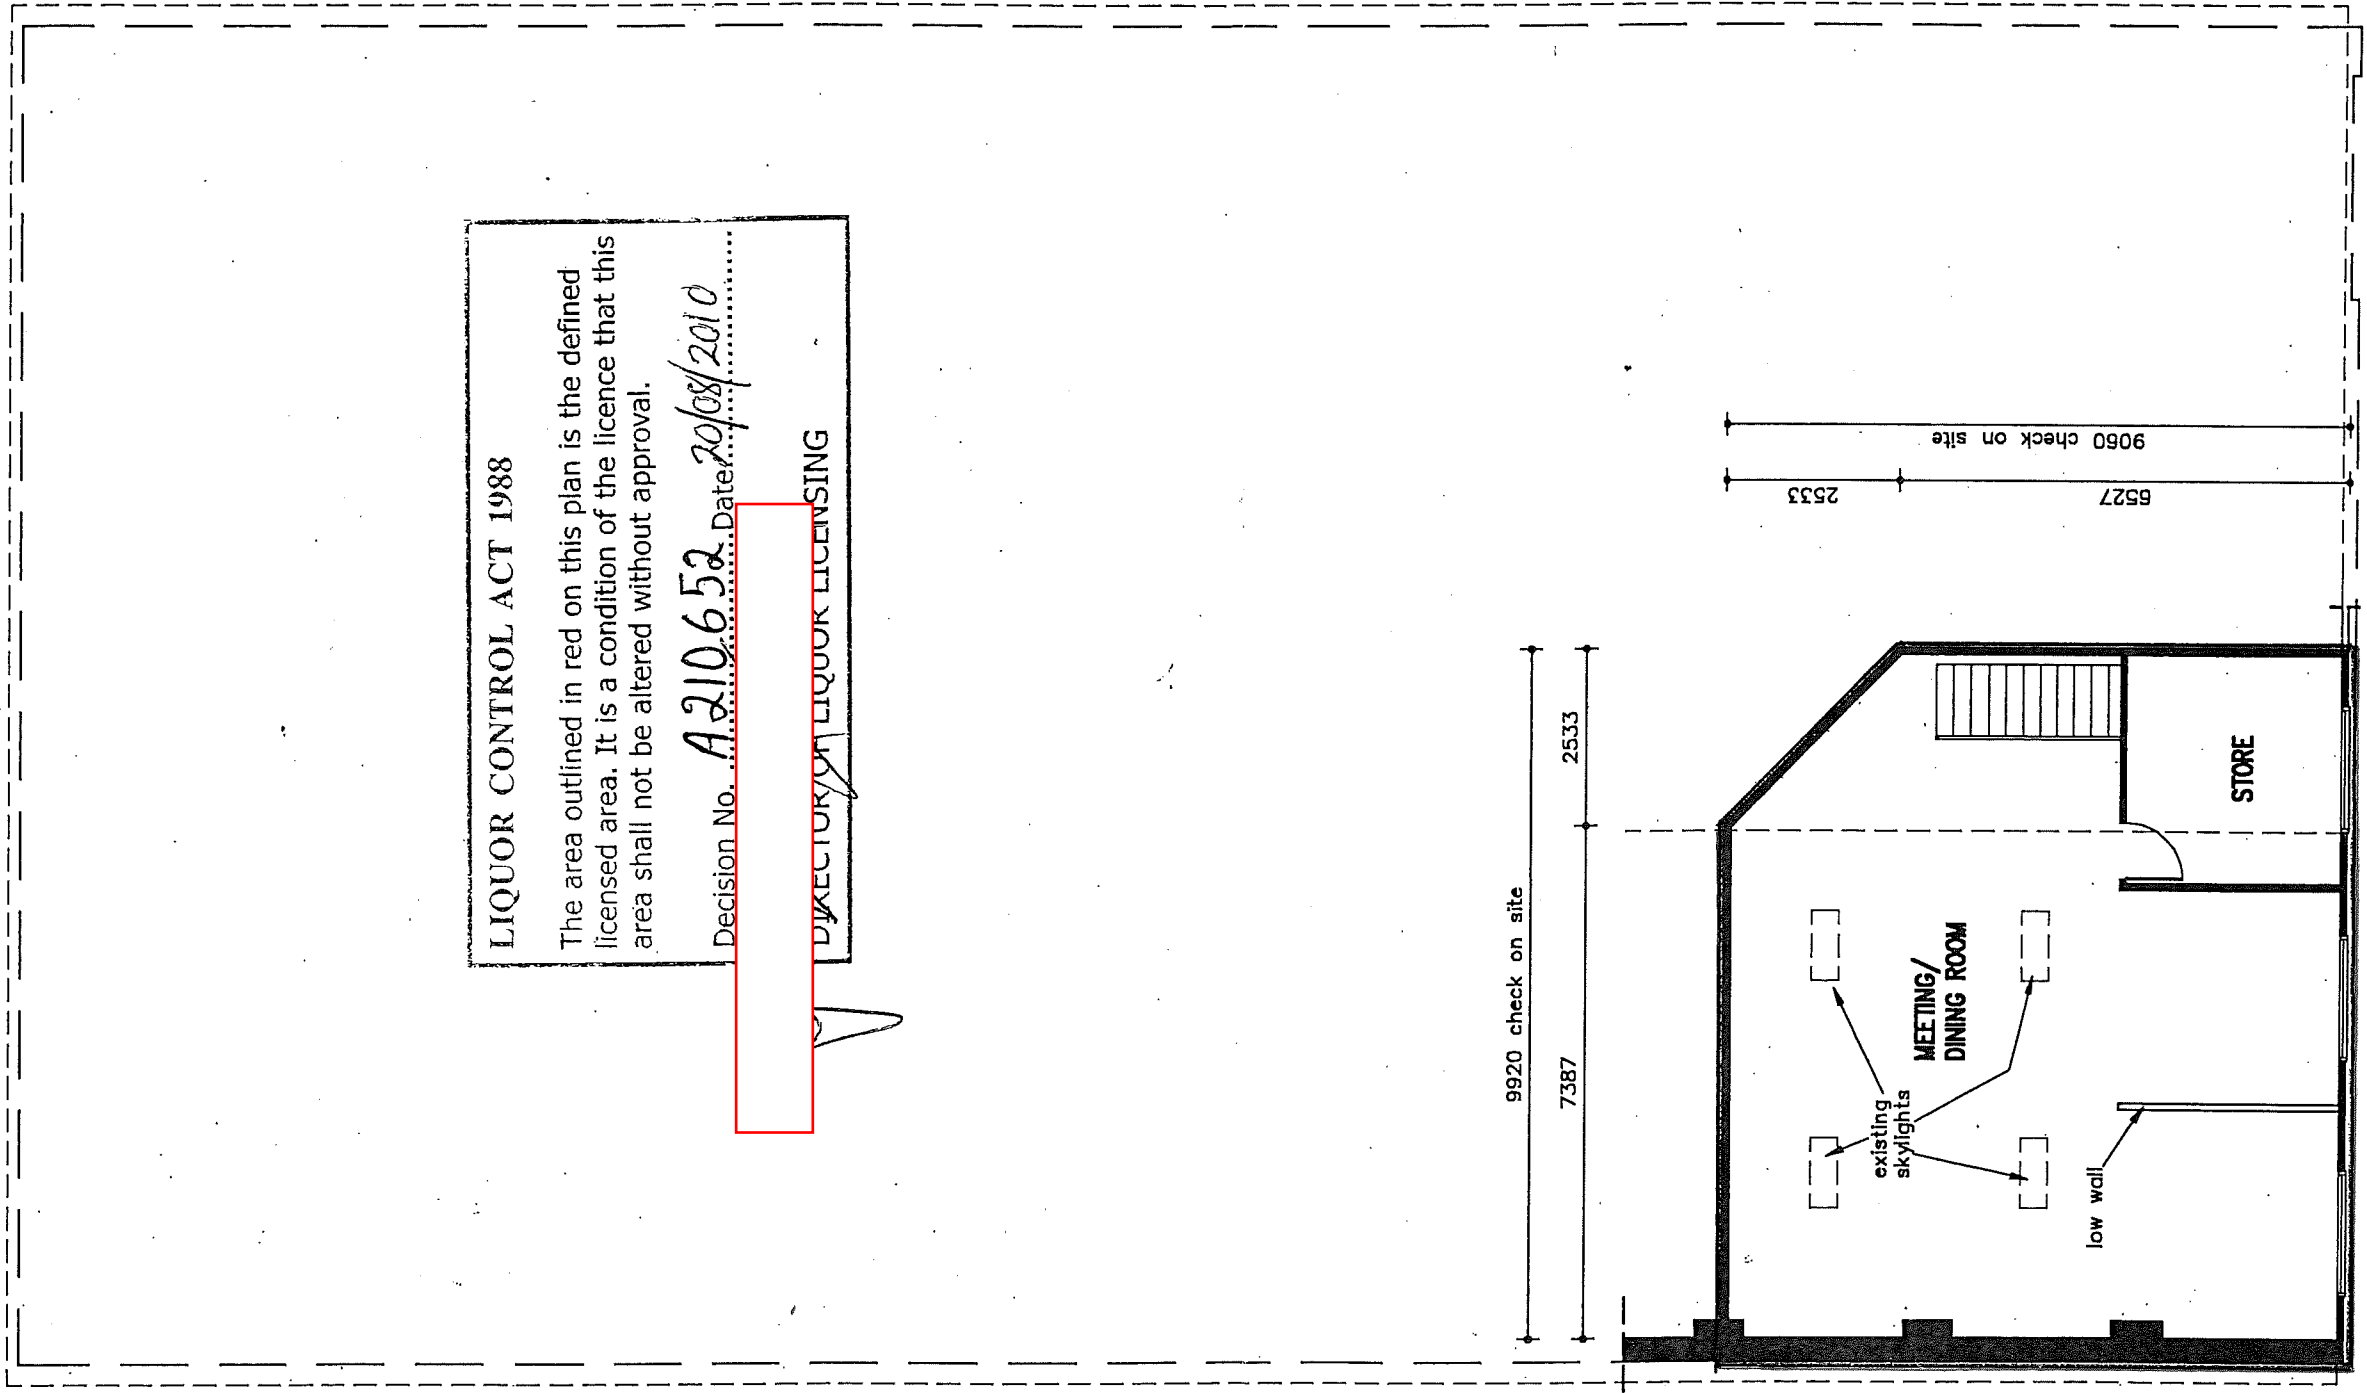 LIQUOR CONTROL ACT 1988
The area outlined in red on this plan is the defined
licensed area. It is a condition of the licence that this
area shall not be altered without approval.
Decision No. A210652 Date 20/08/2010
DIRECTOR OF LIQUOR LICENSING
9920 check on site
7387
2533
9060 check on site
2533
6527
existing
skylights
MEETING/
DINING ROOM
low wall
STORE